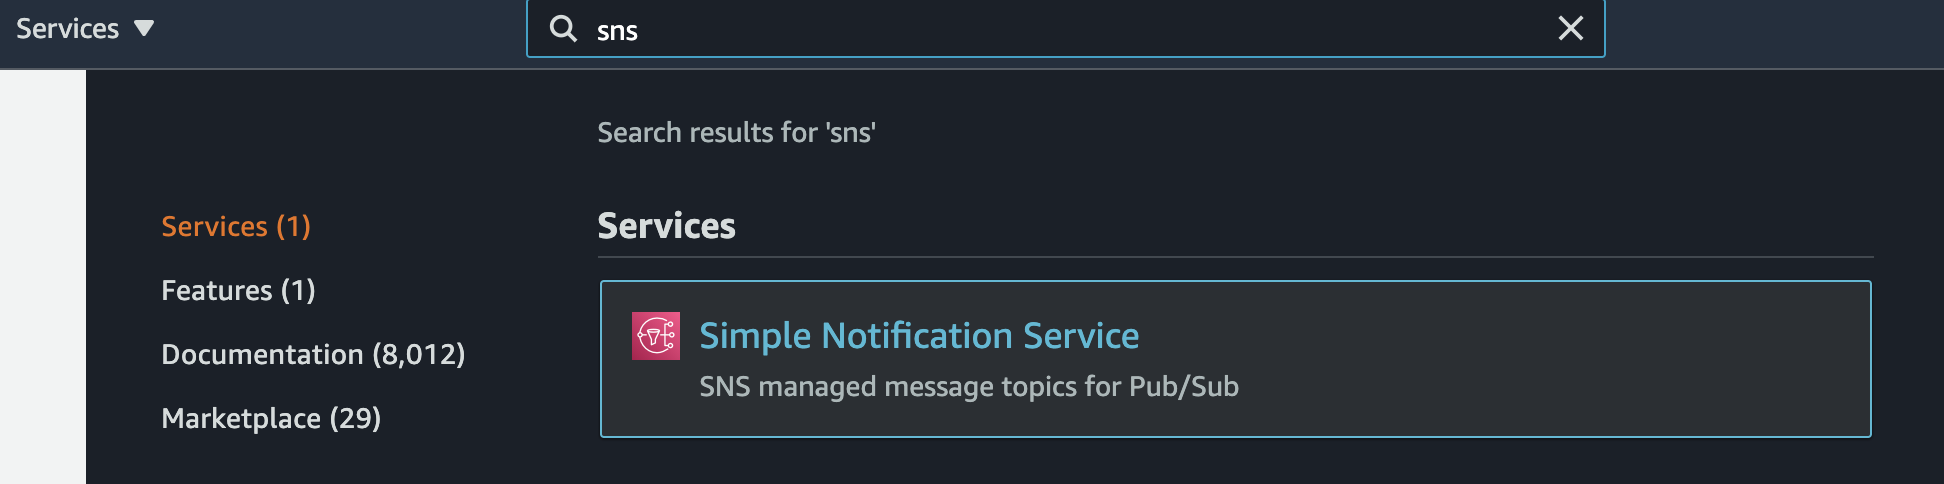 Services
sns
Search results for 'sns'
Services (1)
Features (1)
Documentation (8,012)
Marketplace (29)
Services
Simple Notification Service
SNS managed message topics for Pub/Sub